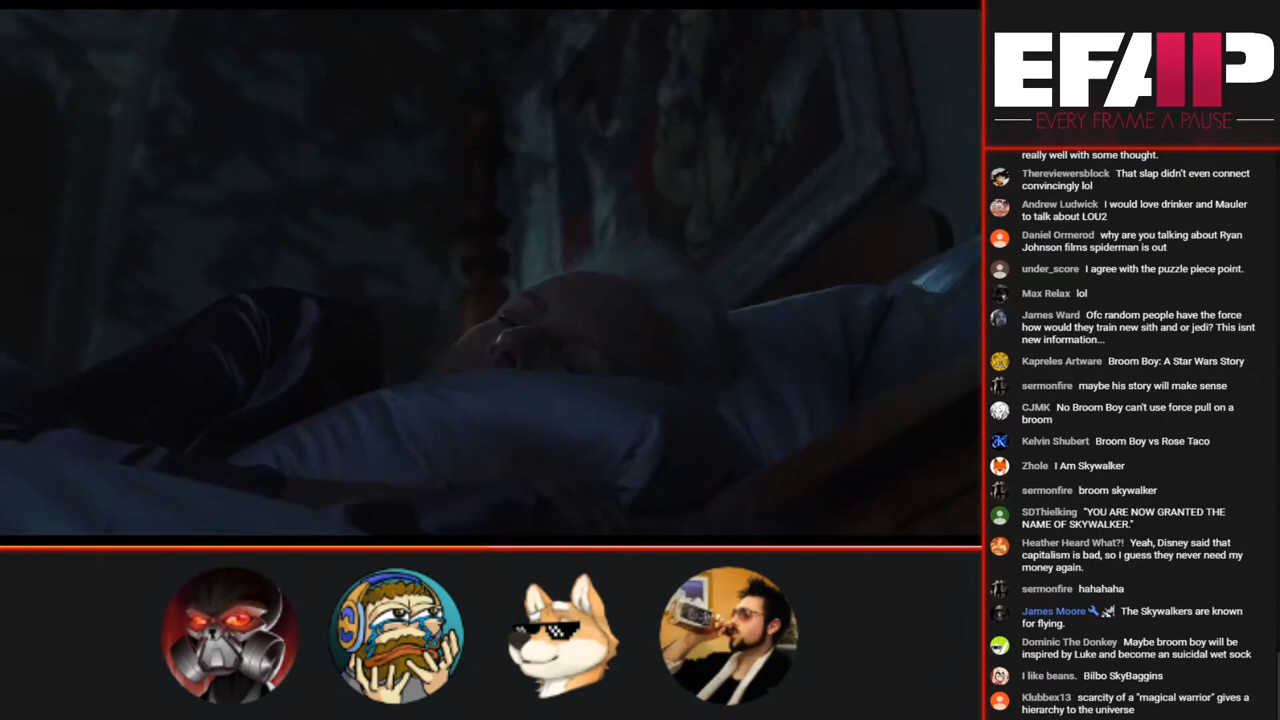 EFAP
EVERY FRAME A PAUSE
really well with some thought.
Thereviewersblock That slap didn't even connect
convincingly lol
Andrew Ludwick I would love drinker and Mauler
to talk about LOU2
Daniel Ormerod why are you talking about Ryan
Johnson films spiderman is out
under_score I agree with the puzzle piece point.
Max Relax lol
James Ward Ofc random people have the force
how would they train new sith and or jedi? This isnt
new information...
Kapreles Artware Broom Boy: A Star Wars Story
sermonfire maybe his story will make sense
CJMK No Broom Boy can't use force pull on a
broom
Kelvin Shubert Broom Boy vs Rose Taco
Zhole I Am Skywalker
sermonfire broom skywalker
SDThielking "YOU ARE NOW GRANTED THE
NAME OF SKYWALKER."
Heather Heard What?! Yeah, Disney said that
capitalism is bad, so I guess they never need my
money again.
sermonfire hahahaha
James Moore The Skywalkers are known
for flying.
Dominic The Donkey Maybe broom boy will be
inspired by Luke and become an suicidal wet sock
I like beans. Bilbo SkyBaggins
Klubbex13 scarcity of a "magical warrior" gives a
hierarchy to the universe